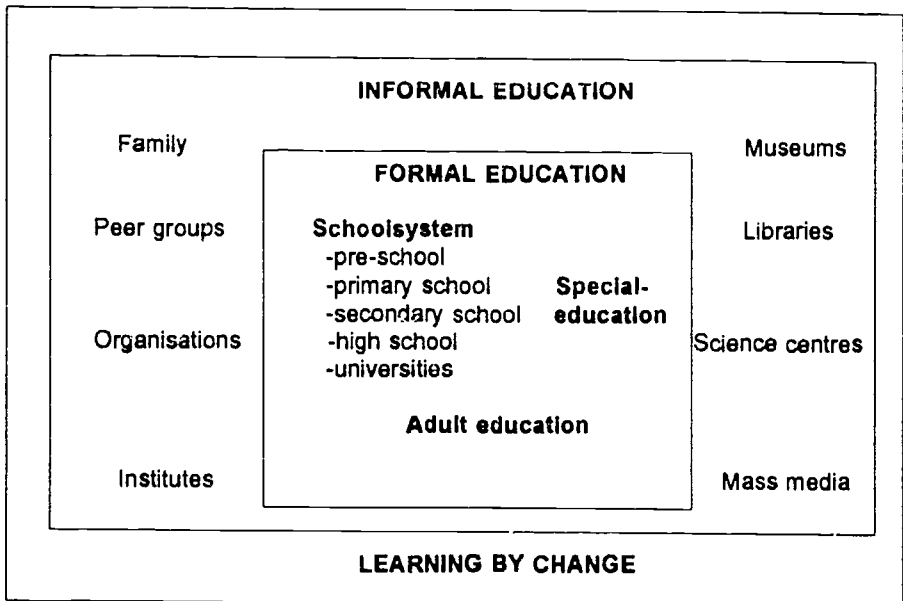 INFORMAL EDUCATION
Family
Peer groups
Organisations
Institutes
FORMAL EDUCATION
Schoolsystem
-pre-school
-primary school
-secondary school
-high school
-universities
Special-
education
Adult education
Museums
Libraries
Science centres
Mass media
LEARNING BY CHANGE